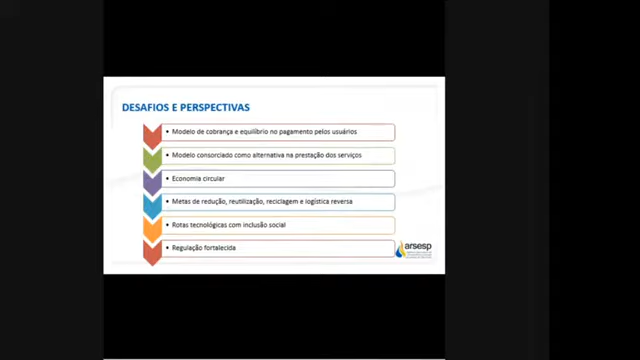 DESAFIOS E PERSPECTIVAS
• Modelo de cobrança e equilíbrio no pagamento pelos usuários
• Modelo consorciado como alternativa na prestação dos serviços
• Economia circular
• Metas de redução, reutilização, reciclagem e logística reversa
• Rotas tecnológicas com inclusão social
• Regulação fortalecida
arsesp